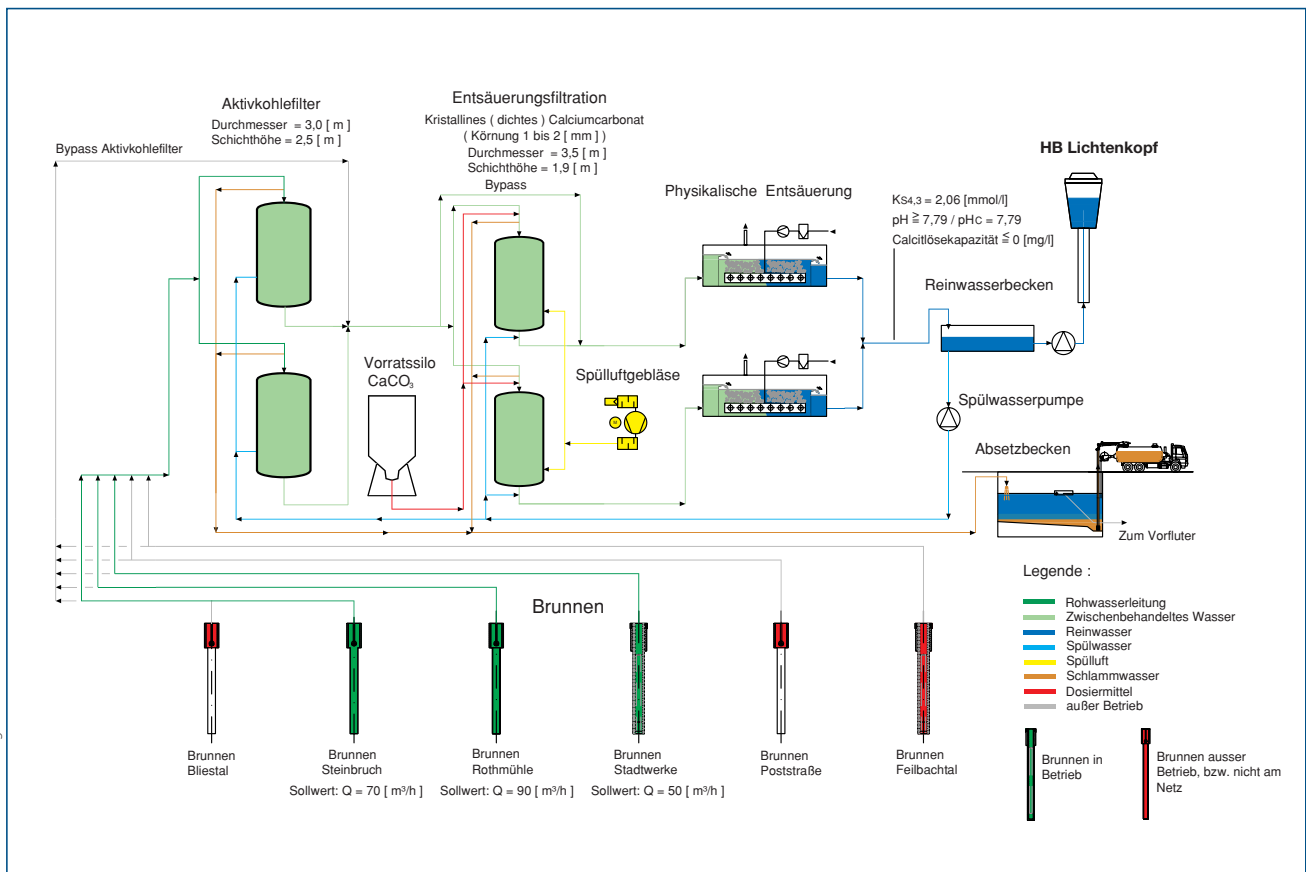 Aktivkohlefilter
Durchmesser = 3,0 [ m ]
Schichthöhe = 2,5 [ m ]
Bypass Aktivkohlefilter
Entsäuerungsfiltration
Kristallines ( dichtes ) Calciumcarbonat
( Körnung 1 bis 2 [ mm ] )
Durchmesser = 3,5 [ m ]
Schichthöhe = 1,9 [ m ]
Bypass
Physikalische Entsäuerung
HB Lichtenkopf
KS4,3 = 2,06 [mmol/l]
pH ≧ 7,79 / pHC = 7,79
Calcitlösekapazität ≦ 0 [mg/l]
Reinwasserbecken
Vorratssilo
CaCO₃
Spülluftgebläse
M
Spülwasserpumpe
Absetzbecken
Zum Vorfluter
Brunnen
Brunnen
Bliestal
Brunnen
Steinbruch
Sollwert: Q = 70 [ m³/h ]
Brunnen
Rothmühle
Sollwert: Q = 90 [ m³/h ]
Brunnen
Stadtwerke
Sollwert: Q = 50 [ m³/h ]
Brunnen
Poststraße
Brunnen
Feilbachtal
Legende :
Rohwasserleitung
Zwischenbehandeltes Wasser
Reinwasser
Spülwasser
Spülluft
Schlammwasser
Dosiermittel
außer Betrieb
Brunnen in
Betrieb
Brunnen ausser
Betrieb, bzw. nicht am
Netz